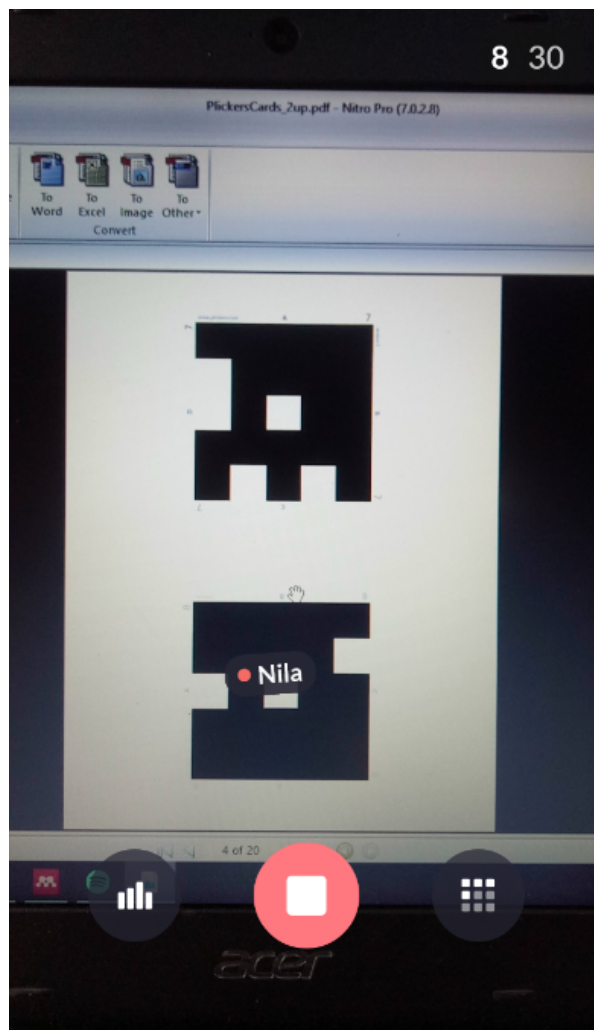 8 30
PlickersCards_2up.pdf - Nitro Pro (7.0.2.8)
To Word
To Excel
To Image
To Other
Convert
A
7
Nila
4 of 20
acer